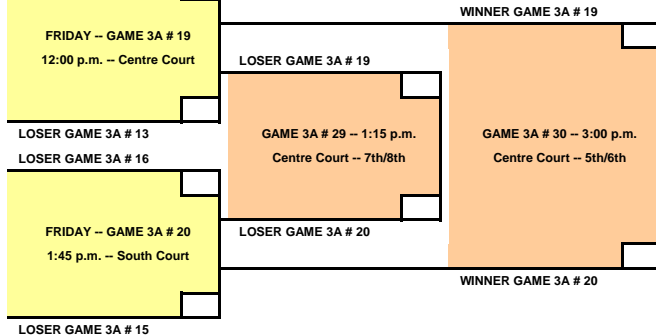 WINNER GAME 3A # 19
FRIDAY -- GAME 3A # 19
12:00 p.m. -- Centre Court
LOSER GAME 3A # 19
LOSER GAME 3A # 13
GAME 3A # 29 -- 1:15 p.m.
Centre Court -- 7th/8th
GAME 3A # 30 -- 3:00 p.m.
Centre Court -- 5th/6th
LOSER GAME 3A # 16
FRIDAY -- GAME 3A # 20
1:45 p.m. -- South Court
LOSER GAME 3A # 20
WINNER GAME 3A # 20
LOSER GAME 3A # 15